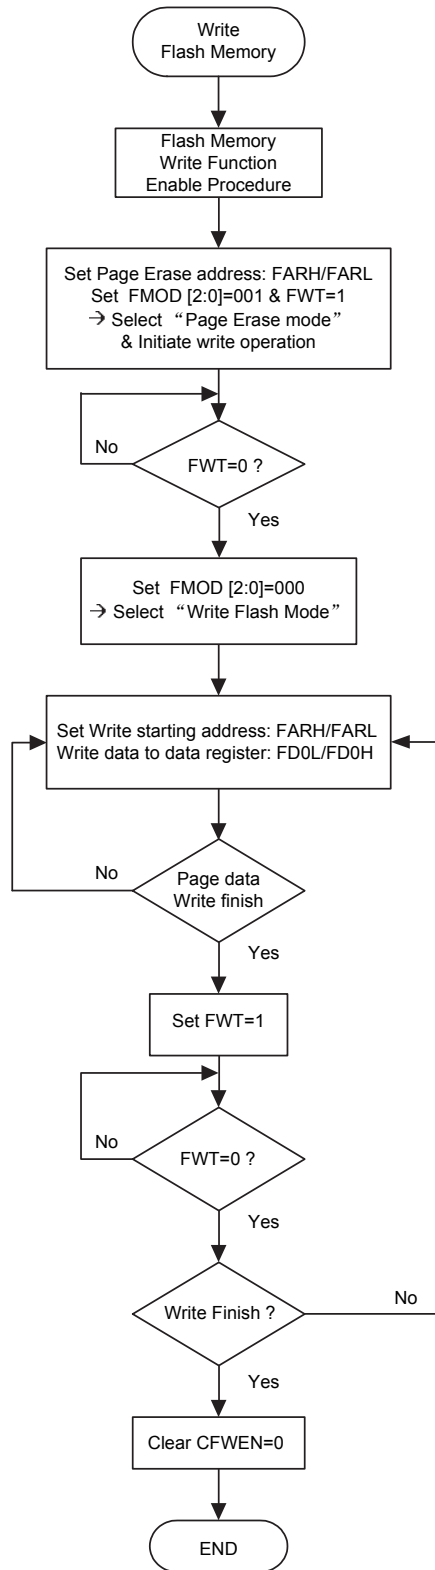 Write
Flash Memory
Flash Memory
Write Function
Enable Procedure
Set Page Erase address: FARH/FARL
Set FMOD [2:0]=001 & FWT=1
→ Select “Page Erase mode”
& Initiate write operation
No
FWT=0 ?
Yes
Set FMOD [2:0]=000
→ Select “Write Flash Mode”
Set Write starting address: FARH/FARL
Write data to data register: FD0L/FD0H
No
Page data
Write finish
Yes
Set FWT=1
No
FWT=0 ?
Yes
Write Finish ?
No
Yes
Clear CFWEN=0
END